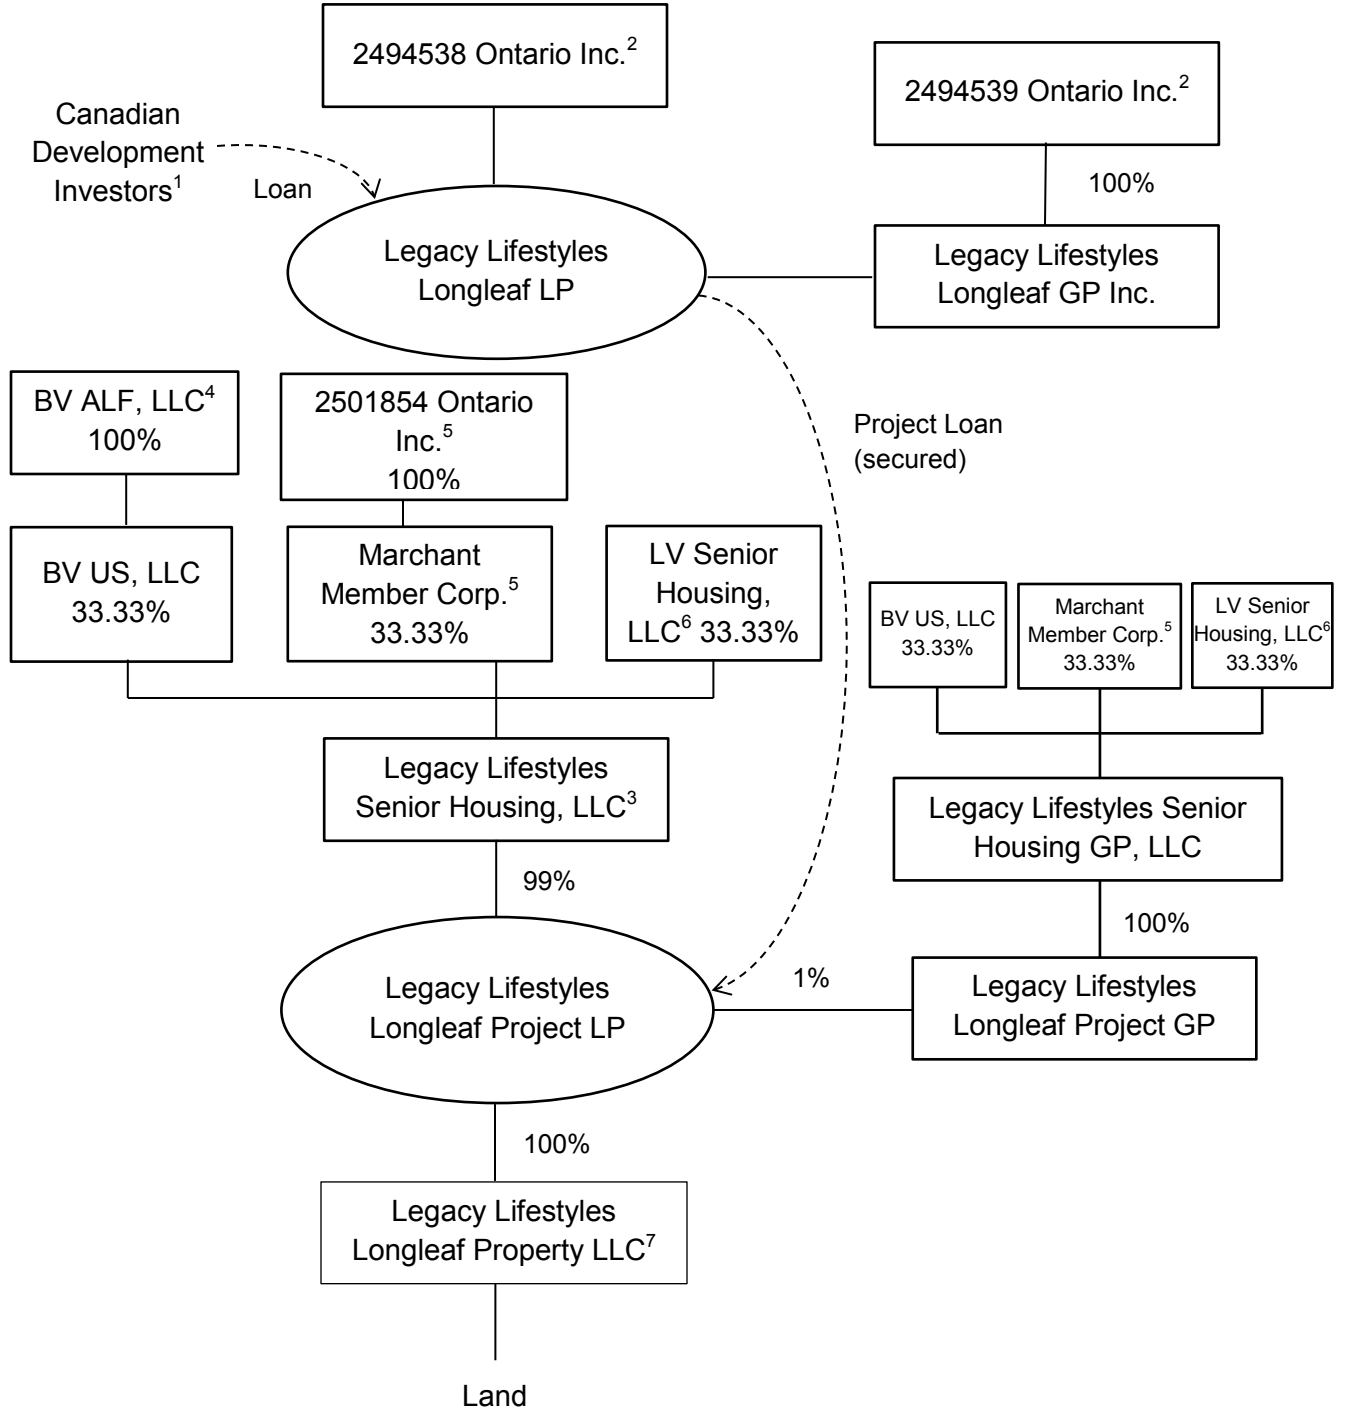 2494538 Ontario Inc.²
2494539 Ontario Inc.²
Canadian
Development
Investors¹
Loan
100%
Legacy Lifestyles
Longleaf LP
Legacy Lifestyles
Longleaf GP Inc.
BV ALF, LLC⁴
100%
2501854 Ontario
Inc.⁵
100%
Project Loan
(secured)
BV US, LLC
33.33%
Marchant
Member Corp.⁵
33.33%
LV Senior
Housing,
LLC⁶ 33.33%
BV US, LLC
33.33%
Marchant
Member Corp.⁵
33.33%
LV Senior
Housing, LLC⁶
33.33%
Legacy Lifestyles
Senior Housing, LLC³
Legacy Lifestyles Senior
Housing GP, LLC
99%
100%
Legacy Lifestyles
Longleaf Project LP
1%
Legacy Lifestyles
Longleaf Project GP
100%
Legacy Lifestyles
Longleaf Property LLC⁷
Land